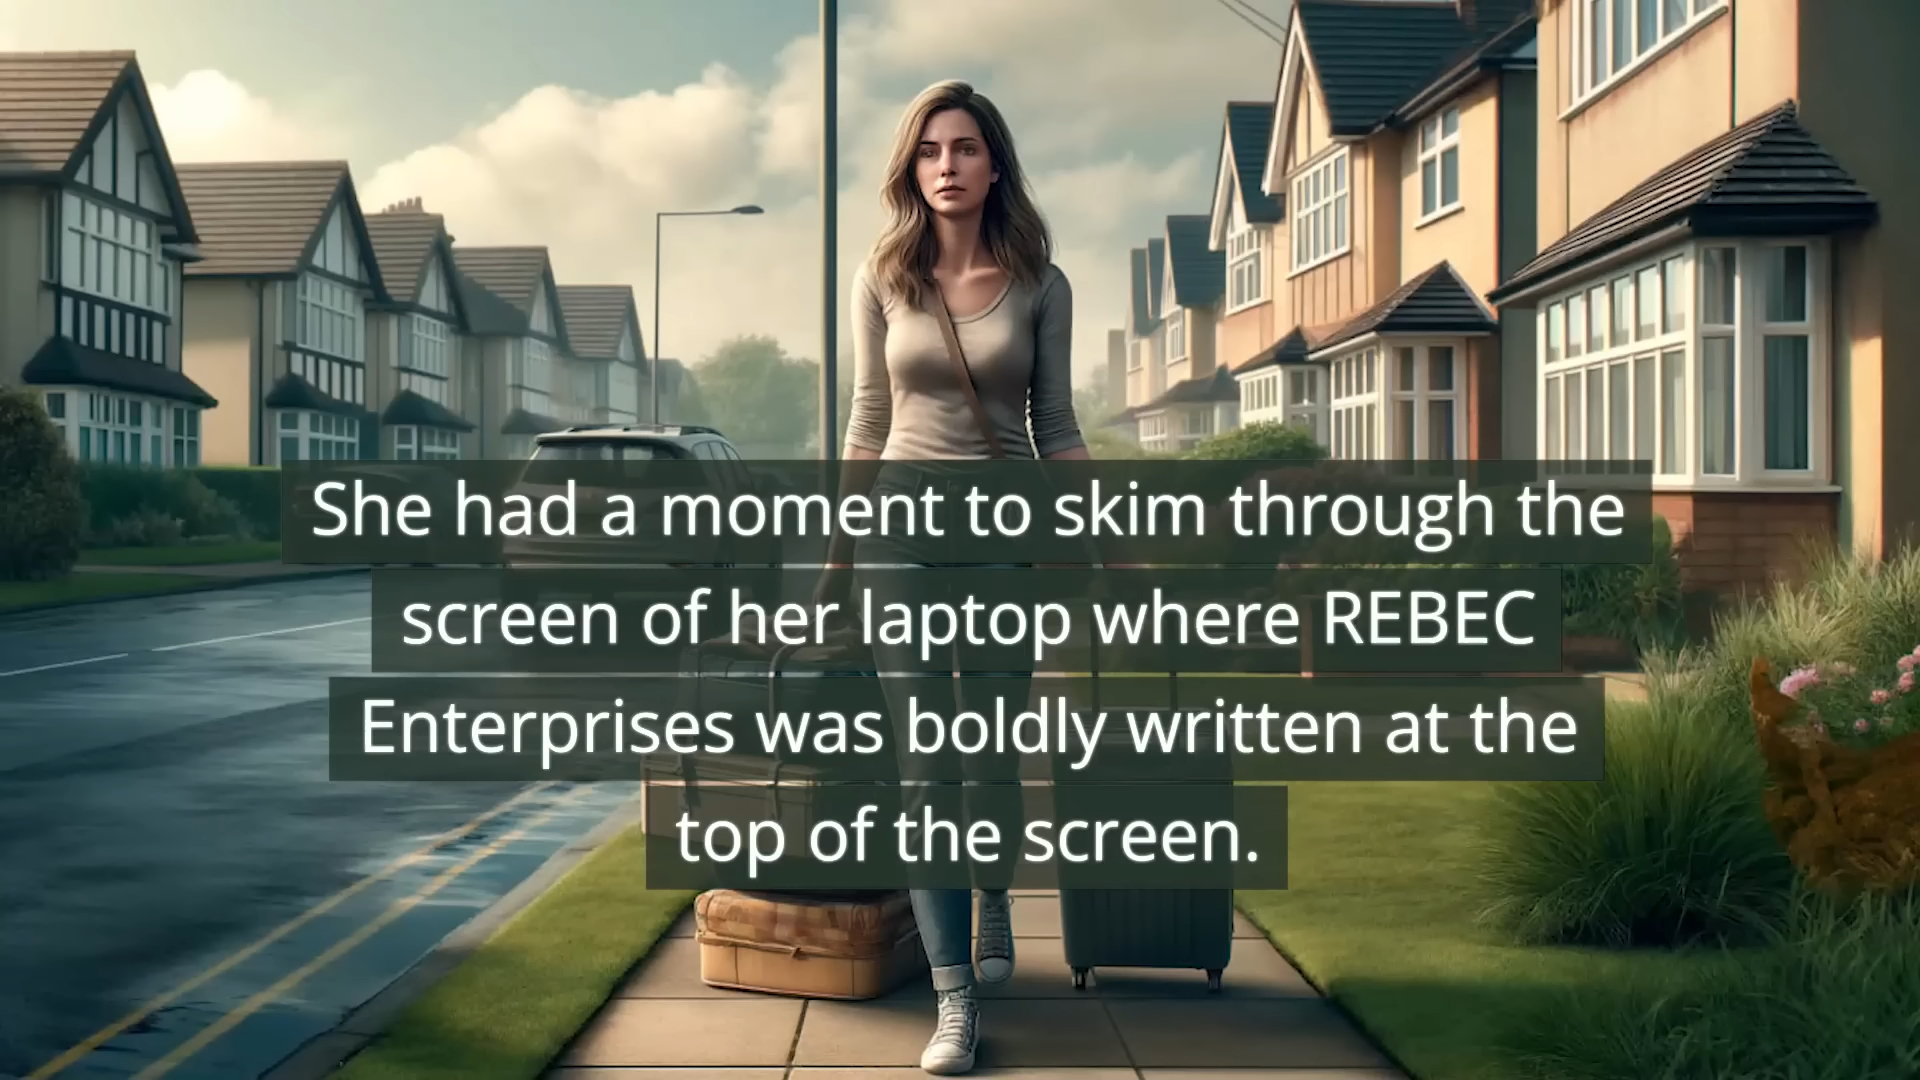 She had a moment to skim through the
screen of her laptop where REBEC
Enterprises was boldly written at the
top of the screen.